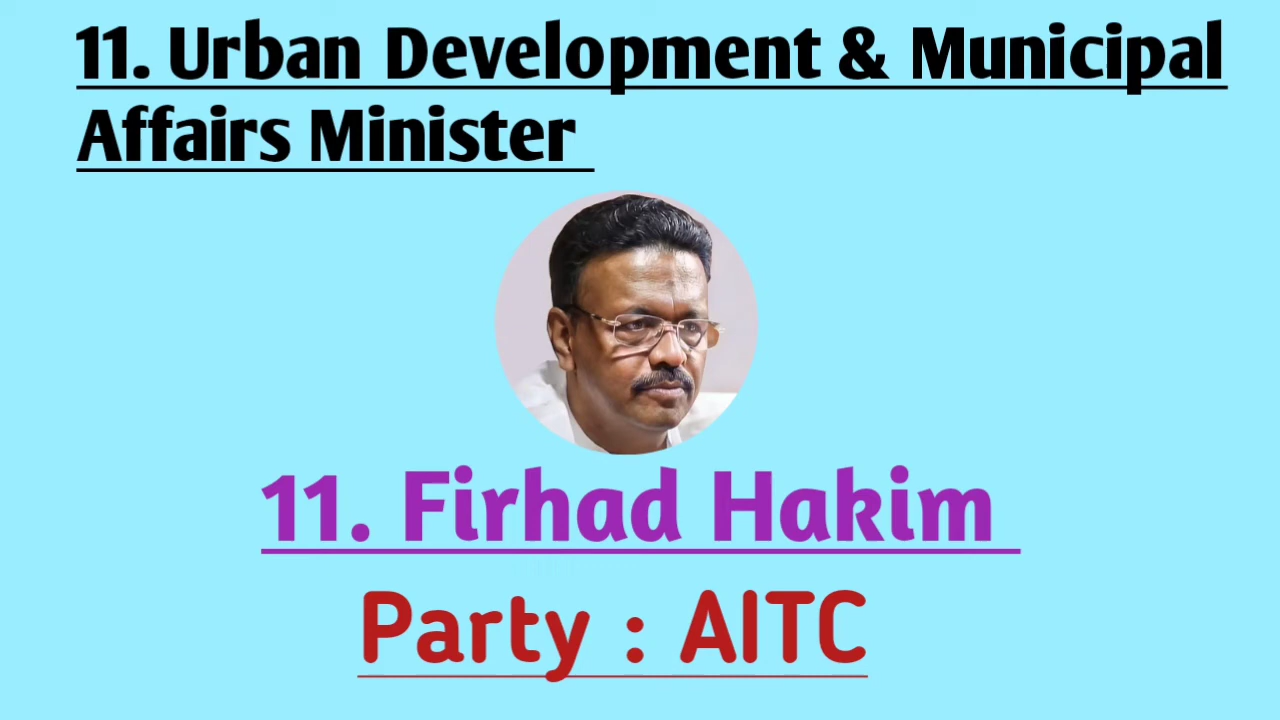 11. Urban Development & Municipal
Affairs Minister
11. Firhad Hakim
Party : AITC